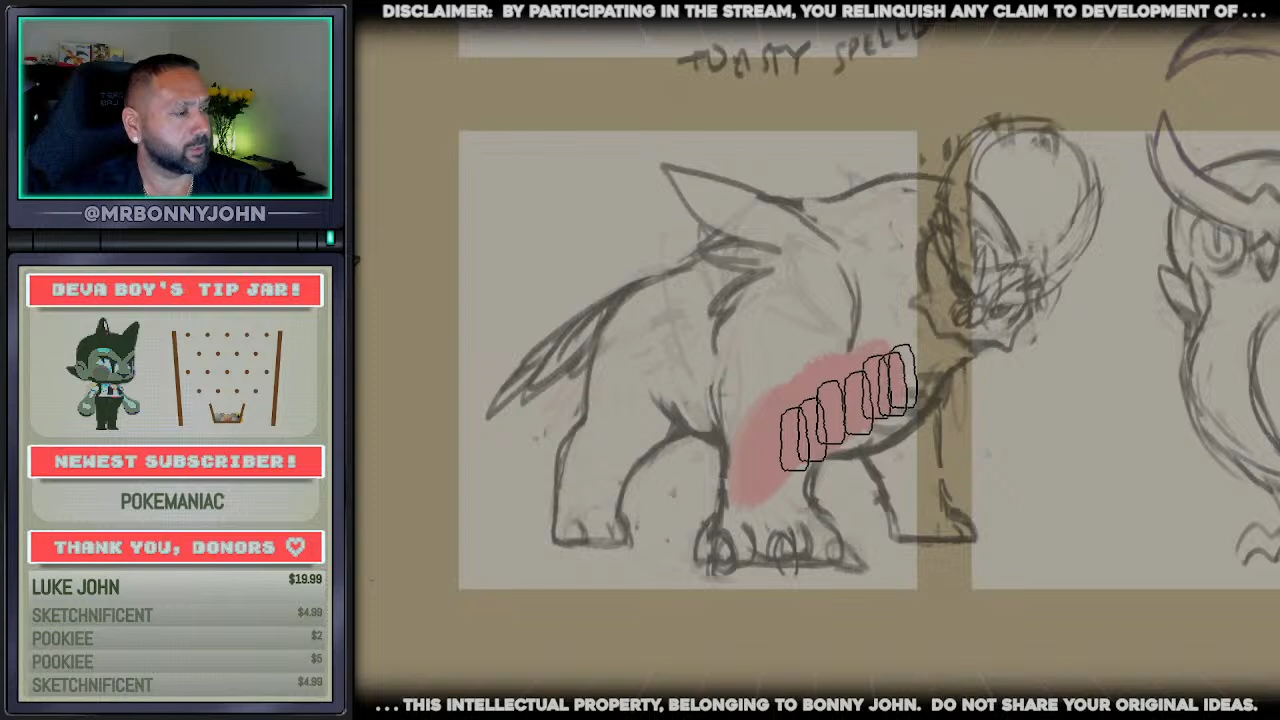 DISCLAIMER: BY PARTICIPATING IN THE STREAM, YOU RELINQUISH ANY CLAIM TO DEVELOPMENT OF . . .
@MRBONNYJOHN
DEVA BOY'S TIP JAR!
NEWEST SUBSCRIBER!
POKEMANIAC
THANK YOU, DONORS ♡
LUKE JOHN $19.99
SKETCHNIFICENT $4.99
POOKIEE $2
POOKIEE $5
SKETCHNIFICENT $4.99
. . . THIS INTELLECTUAL PROPERTY, BELONGING TO BONNY JOHN. DO NOT SHARE YOUR ORIGINAL IDEAS.